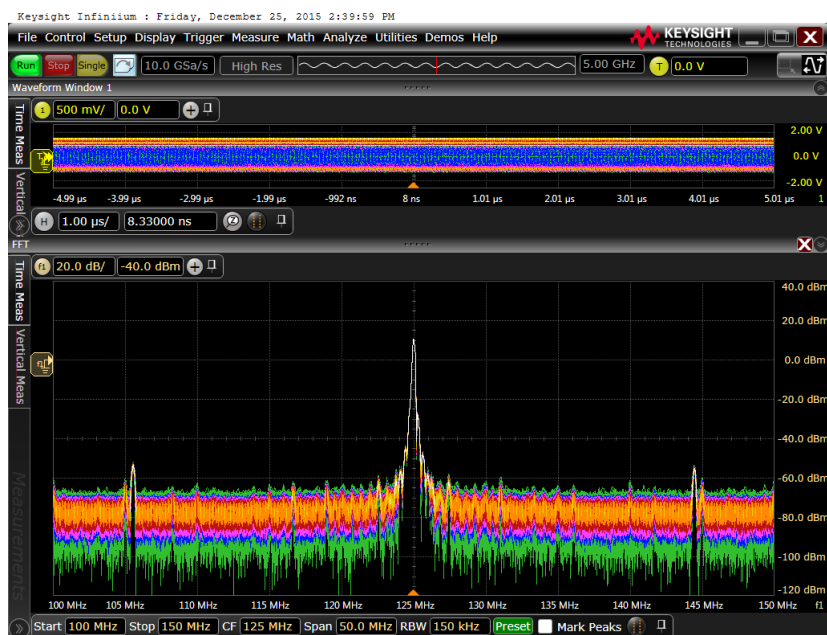 Keysight Infiniium : Friday, December 25, 2015 2:39:59 PM
File Control Setup Display Trigger Measure Math Analyze Utilities Demos Help KEYSIGHT TECHNOLOGIES
Run Stop Single 10.0 GSa/s High Res 5.00 GHz T 0.0 V
Waveform Window 1
1 500 mV/ 0.0 V
Time Meas
Vertical
2.00 V
0.0 V
-2.00 V
-4.99 µs -3.99 µs -2.99 µs -1.99 µs -992 ns 8 ns 1.01 µs 2.01 µs 3.01 µs 4.01 µs 5.01 µs 1
H 1.00 µs/ 8.33000 ns Z
FFT
f1 20.0 dB/ -40.0 dBm
Time Meas
Vertical Meas
Measurements
40.0 dBm
20.0 dBm
0.0 dBm
-20.0 dBm
-40.0 dBm
-60.0 dBm
-80.0 dBm
-100 dBm
-120 dBm
100 MHz 105 MHz 110 MHz 115 MHz 120 MHz 125 MHz 130 MHz 135 MHz 140 MHz 145 MHz 150 MHz f1
Start 100 MHz Stop 150 MHz CF 125 MHz Span 50.0 MHz RBW 150 kHz Preset Mark Peaks